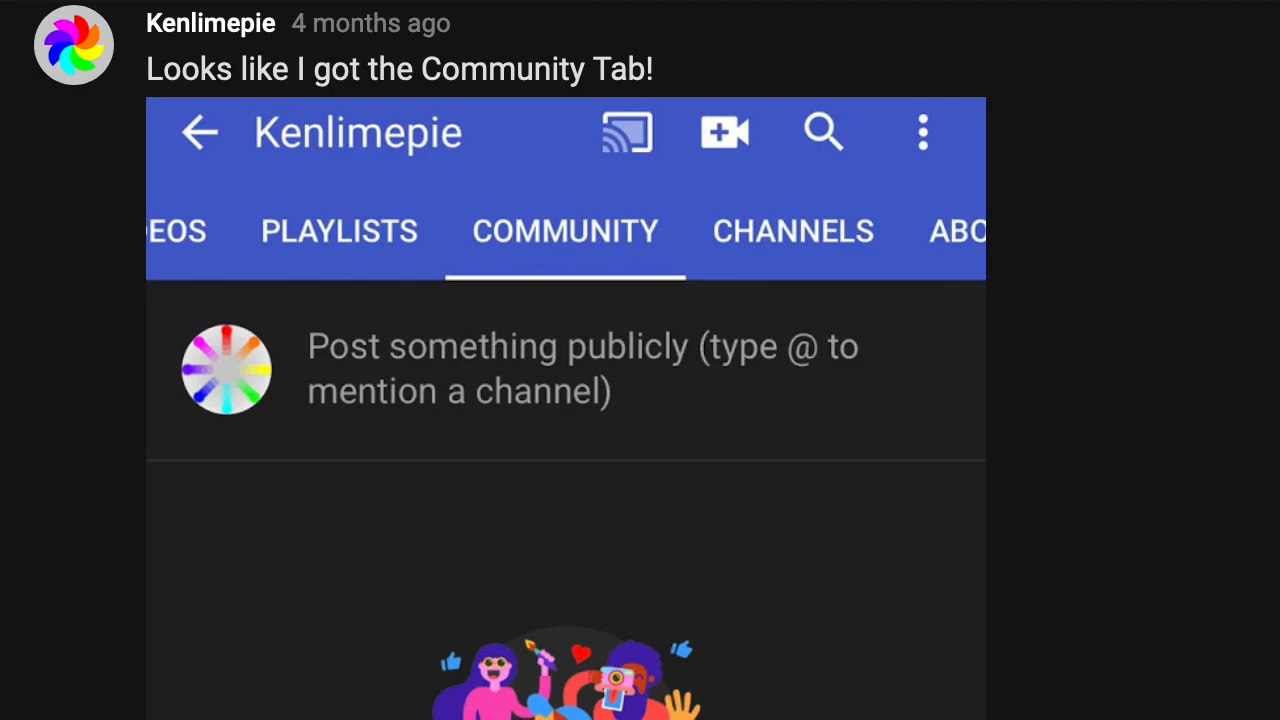 Kenlimepie 4 months ago
Looks like I got the Community Tab!
Kenlimepie
EOS PLAYLISTS COMMUNITY CHANNELS ABO
Post something publicly (type @ to
mention a channel)